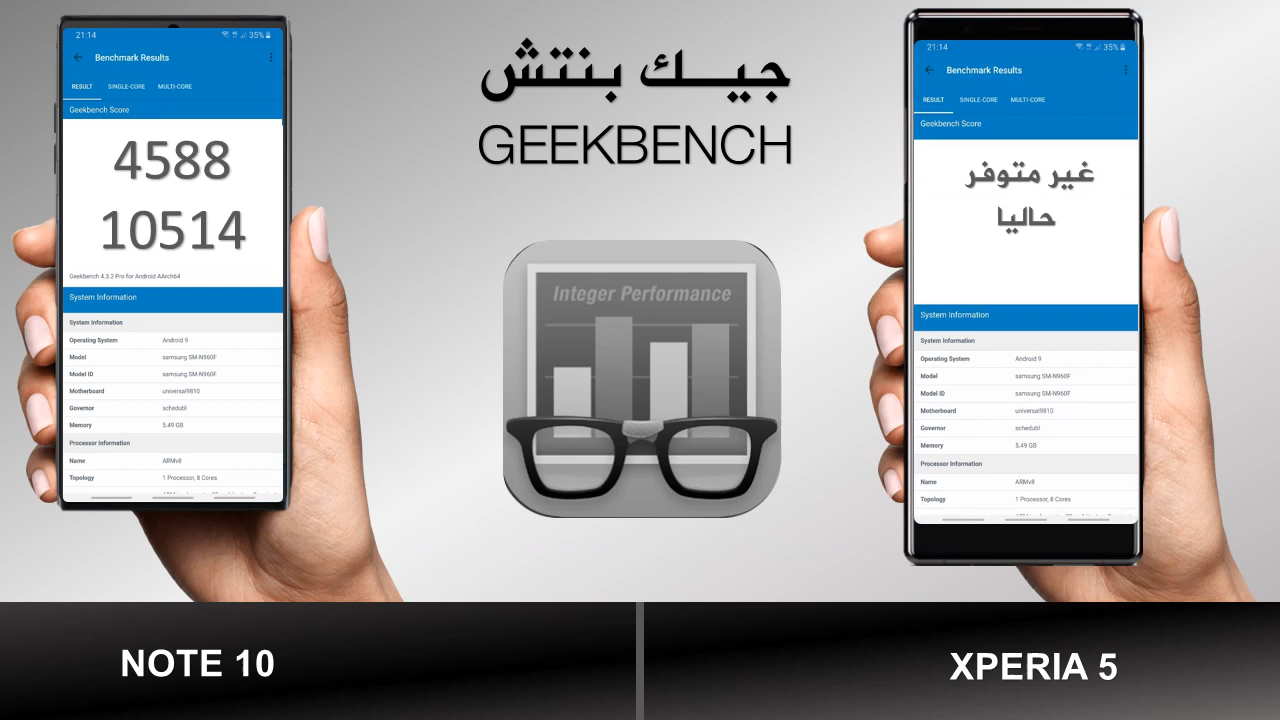 21:14
35%
Benchmark Results
RESULT SINGLE-CORE MULTI-CORE
Geekbench Score
4588
10514
Geekbench 4.3.2 Pro for Android AArch64
System Information
System Information
Operating System Android 9
Model samsung SM-N960F
Model ID samsung SM-N960F
Motherboard universal9810
Governor schedutil
Memory 5.49 GB
Processor Information
Name ARMv8
Topology 1 Processor, 8 Cores
جيـــك بـنتش
GEEKBENCH
Integer Performance
21:14
35%
Benchmark Results
RESULT SINGLE-CORE MULTI-CORE
Geekbench Score
غير متوفر
حاليا
System Information
System Information
Operating System Android 9
Model samsung SM-N960F
Model ID samsung SM-N960F
Motherboard universal9810
Governor schedutil
Memory 5.49 GB
Processor Information
Name ARMv8
Topology 1 Processor, 8 Cores
NOTE 10
XPERIA 5